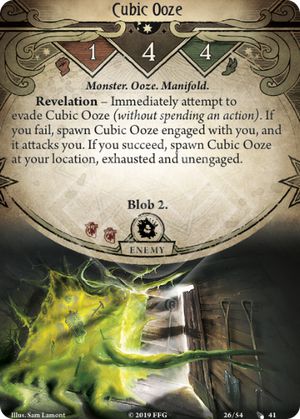 Cubic Ooze
1 4 4
Monster. Ooze. Manifold.
Revelation – Immediately attempt to
evade Cubic Ooze (without spending an action). If
you fail, spawn Cubic Ooze engaged with you, and
it attacks you. If you succeed, spawn Cubic Ooze
at your location, exhausted and unengaged.
Blob 2.
ENEMY
Illus. Sam Lamont
© 2019 FFG
26/54
41